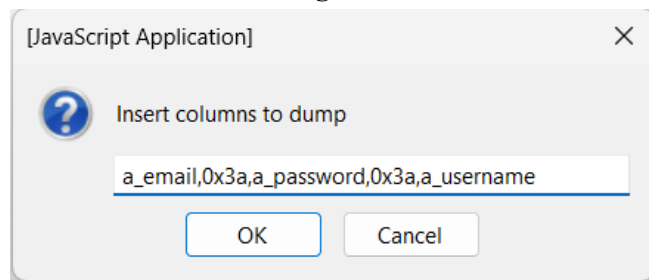 [JavaScript Application]
Insert columns to dump
a_email,0x3a,a_password,0x3a,a_username
OK
Cancel